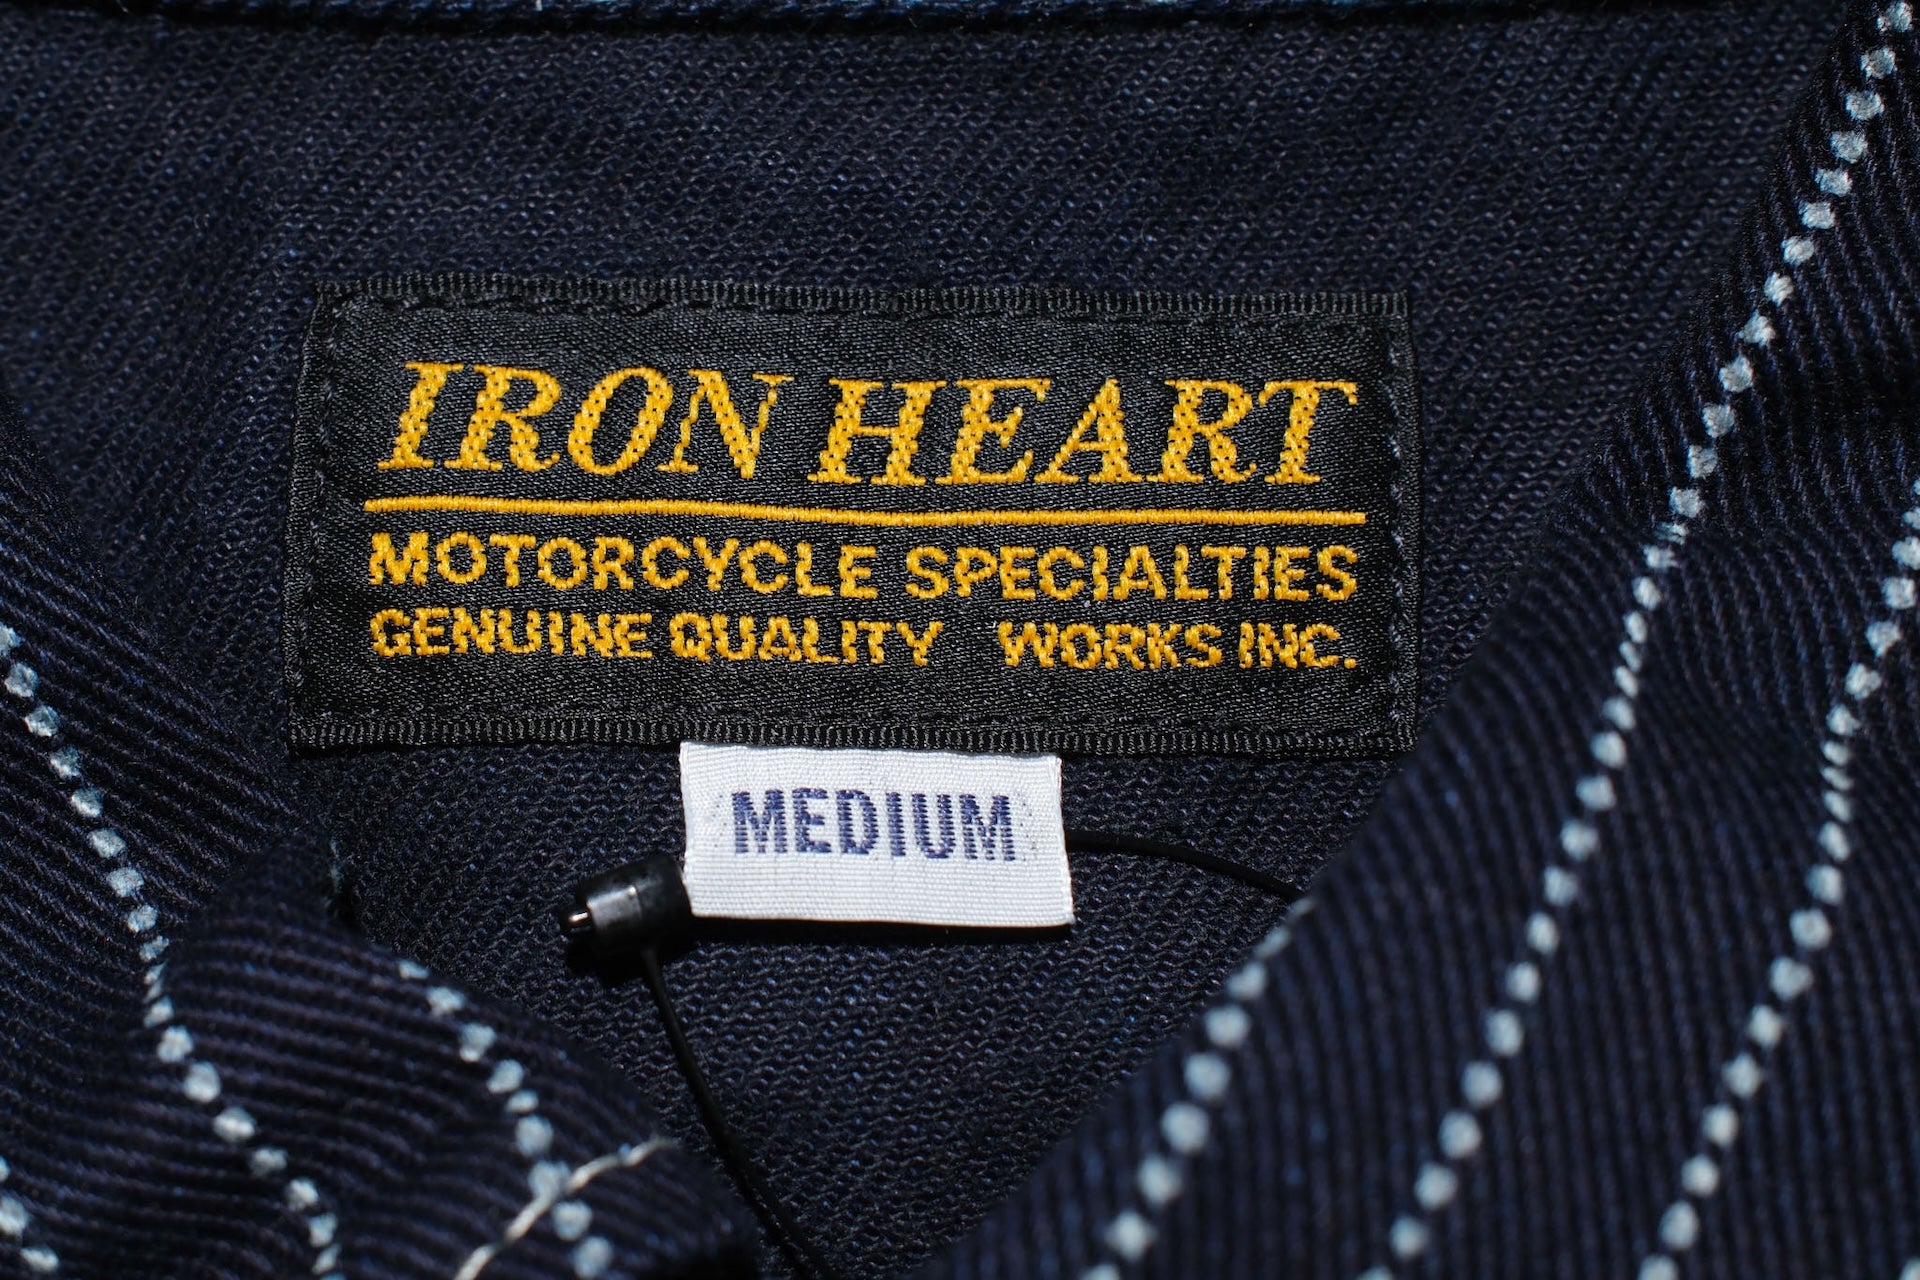 IRON HEART
MOTORCYCLE SPECIALTIES
GENUINE QUALITY WORKS INC.
MEDIUM